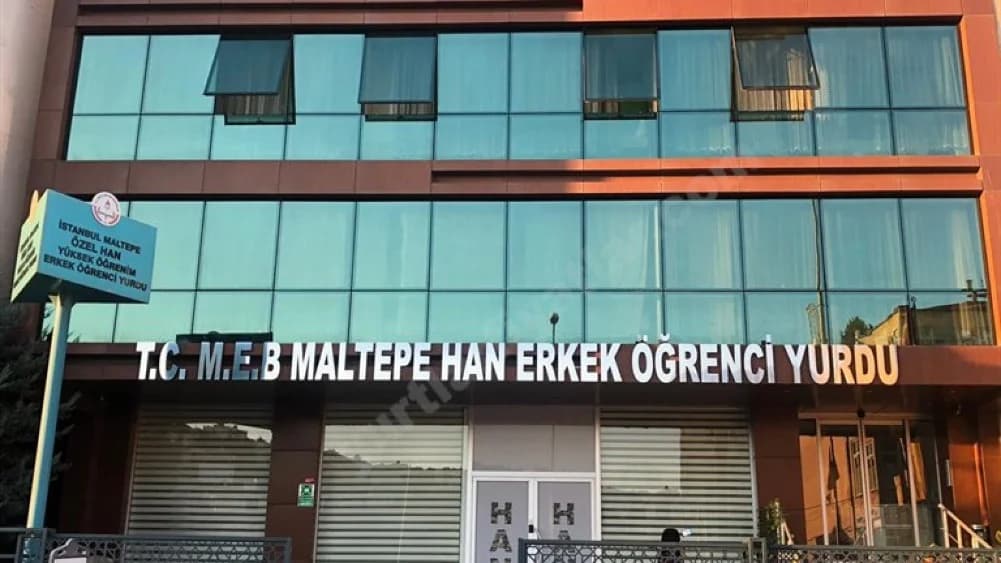 İSTANBUL MALTEPE
ÖZEL HAN
YÜKSEK ÖĞRENİM
ERKEK ÖĞRENCİ YURDU
T.C. M.E.B MALTEPE HAN ERKEK ÖĞRENCİ YURDU